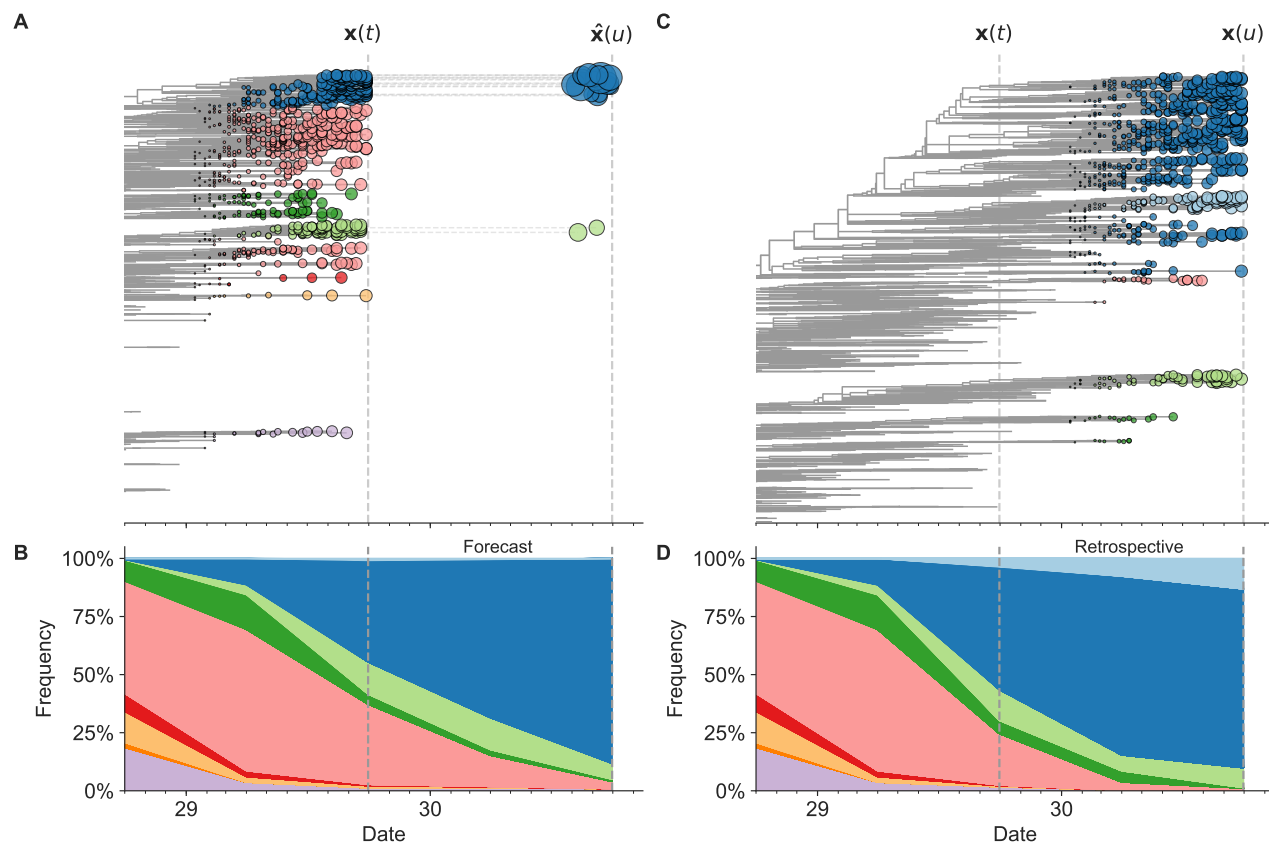 A
x(t)
x̂(u)
C
x(t)
x(u)
B
Forecast
100%
75%
50%
25%
0%
Frequency
29
30
Date
D
Retrospective
100%
75%
50%
25%
0%
Frequency
29
30
Date